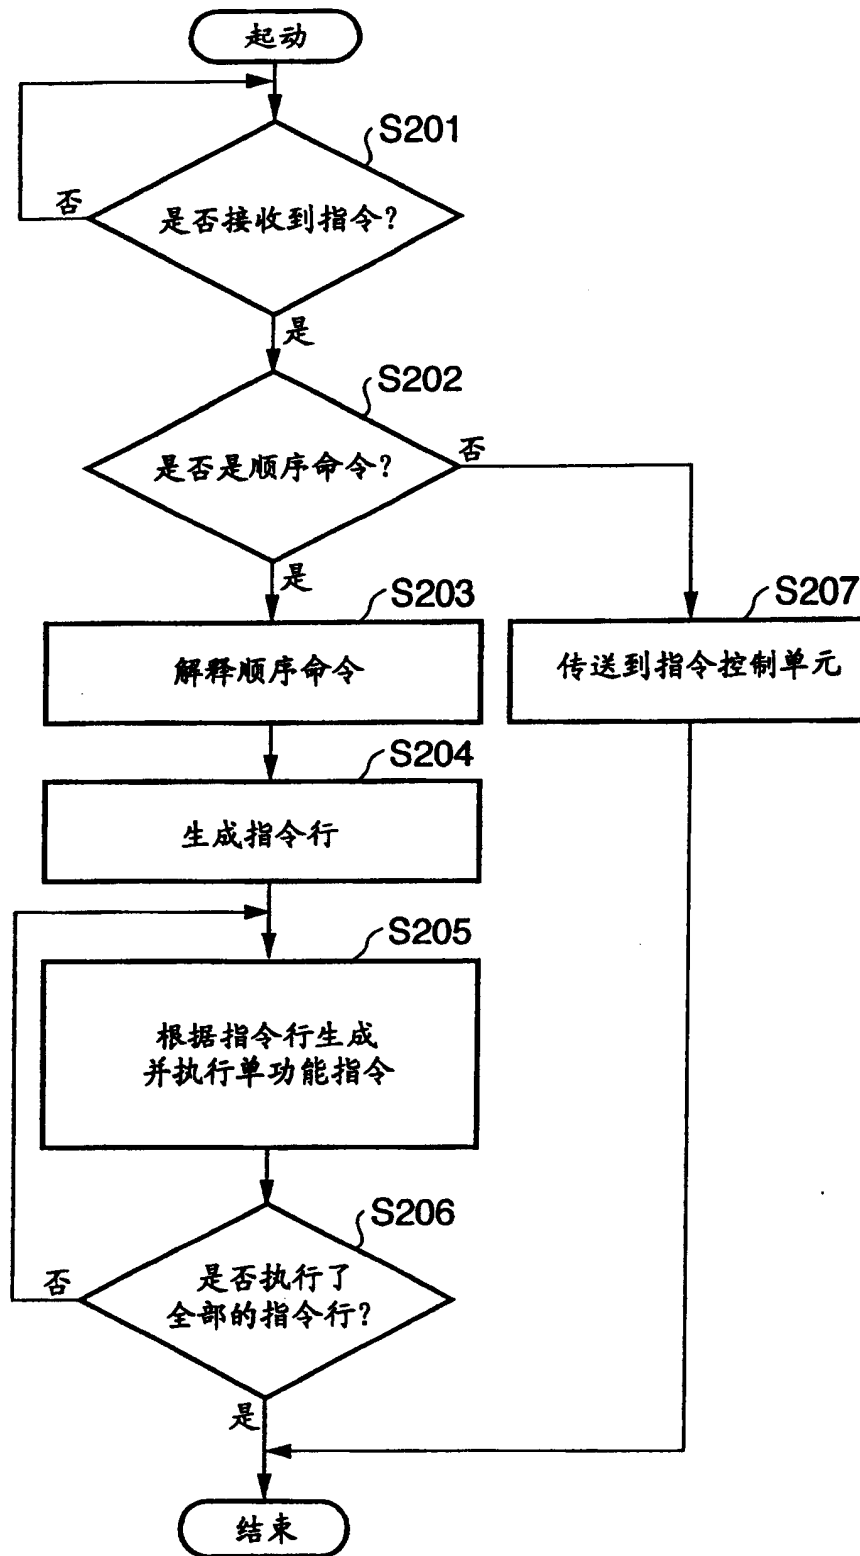 起动
S201
否
是否接收到指令?
是
S202
是否是顺序命令?
否
是
S203
解释顺序命令
S207
传送到指令控制单元
S204
生成指令行
S205
根据指令行生成
并执行单功能指令
S206
否
是否执行了
全部的指令行?
是
结束